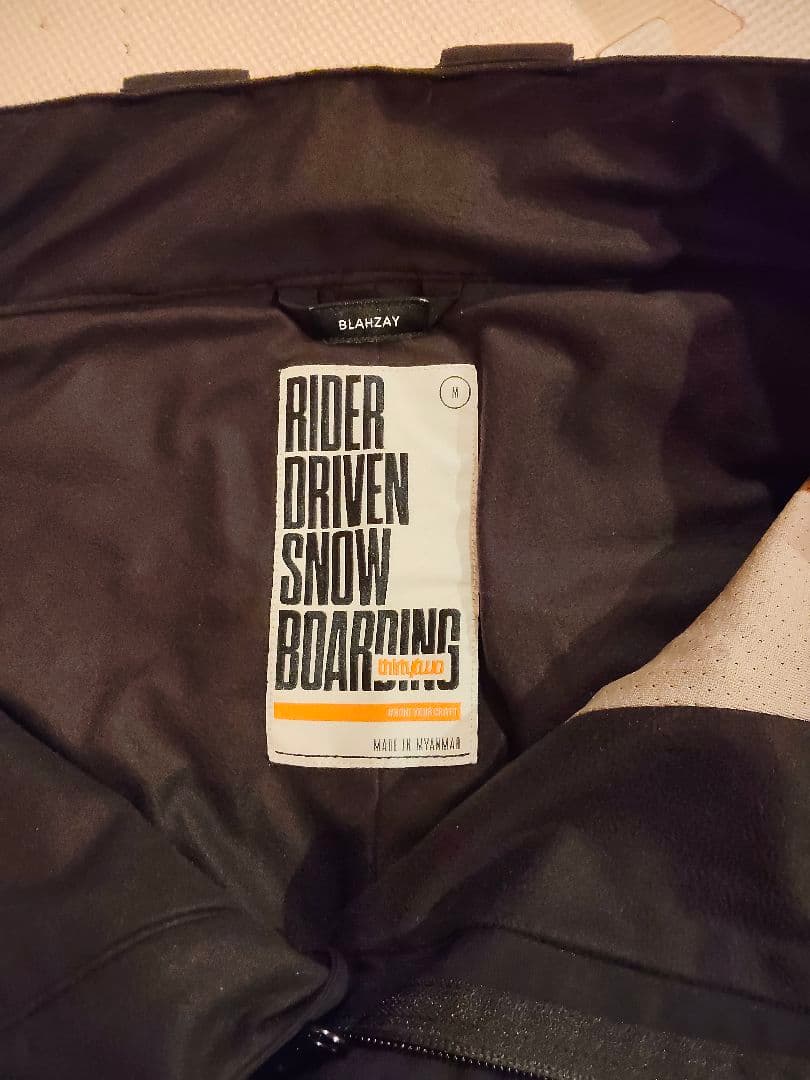 BLAHZAY
M
RIDER
DRIVEN
SNOW
BOARDING
thirtytwo
MADE IN MYANMAR